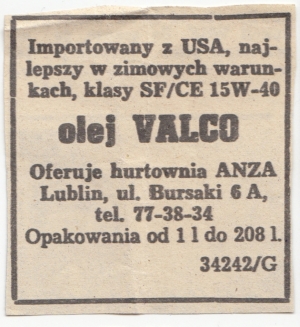 Importowany z USA, naj-
lepszy w zimowych warun-
kach, klasy SF/CE 15W-40
olej VALCO
Oferuje hurtownia ANZA
Lublin, ul. Bursaki 6 A,
tel. 77-38-34
Opakowania od 1 l do 208 l.
34242/G